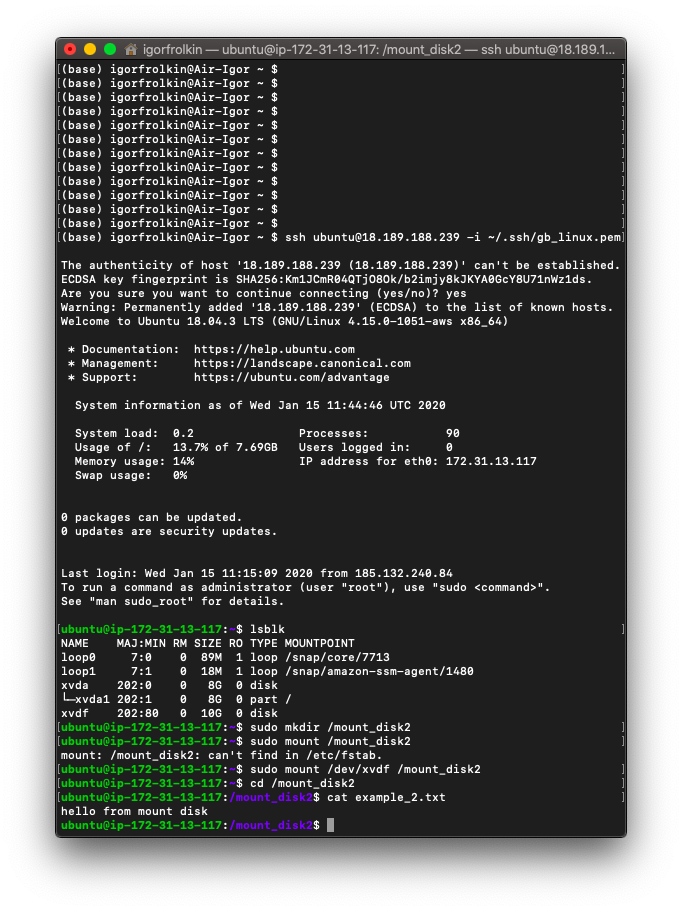 igorfrolkin — ubuntu@ip-172-31-13-117: /mount_disk2 — ssh ubuntu@18.189.1...
[(base) igorfrolkin@Air-Igor ~ $ ]
[(base) igorfrolkin@Air-Igor ~ $ ]
[(base) igorfrolkin@Air-Igor ~ $ ]
[(base) igorfrolkin@Air-Igor ~ $ ]
[(base) igorfrolkin@Air-Igor ~ $ ]
[(base) igorfrolkin@Air-Igor ~ $ ]
[(base) igorfrolkin@Air-Igor ~ $ ]
[(base) igorfrolkin@Air-Igor ~ $ ]
[(base) igorfrolkin@Air-Igor ~ $ ]
[(base) igorfrolkin@Air-Igor ~ $ ]
[(base) igorfrolkin@Air-Igor ~ $ ]
[(base) igorfrolkin@Air-Igor ~ $ ]
[(base) igorfrolkin@Air-Igor ~ $ ssh ubuntu@18.189.188.239 -i ~/.ssh/gb_linux.pem]
The authenticity of host '18.189.188.239 (18.189.188.239)' can't be established.
ECDSA key fingerprint is SHA256:Km1JCmR04QTjO8Ok/b2imjy8kJKYA0GcY8U71nWz1ds.
Are you sure you want to continue connecting (yes/no)? yes
Warning: Permanently added '18.189.188.239' (ECDSA) to the list of known hosts.
Welcome to Ubuntu 18.04.3 LTS (GNU/Linux 4.15.0-1051-aws x86_64)
* Documentation:  https://help.ubuntu.com
* Management:     https://landscape.canonical.com
* Support:        https://ubuntu.com/advantage
System information as of Wed Jan 15 11:44:46 UTC 2020
System load:  0.2               Processes:           90
Usage of /:   13.7% of 7.69GB   Users logged in:     0
Memory usage: 14%               IP address for eth0: 172.31.13.117
Swap usage:   0%
0 packages can be updated.
0 updates are security updates.
Last login: Wed Jan 15 11:15:09 2020 from 185.132.240.84
To run a command as administrator (user "root"), use "sudo <command>".
See "man sudo_root" for details.
[ubuntu@ip-172-31-13-117:~$ lsblk ]
NAME    MAJ:MIN RM SIZE RO TYPE MOUNTPOINT
loop0     7:0    0  89M  1 loop /snap/core/7713
loop1     7:1    0  18M  1 loop /snap/amazon-ssm-agent/1480
xvda    202:0    0   8G  0 disk
└─xvda1 202:1    0   8G  0 part /
xvdf    202:80   0  10G  0 disk
[ubuntu@ip-172-31-13-117:~$ sudo mkdir /mount_disk2 ]
[ubuntu@ip-172-31-13-117:~$ sudo mount /mount_disk2 ]
mount: /mount_disk2: can't find in /etc/fstab.
[ubuntu@ip-172-31-13-117:~$ sudo mount /dev/xvdf /mount_disk2 ]
[ubuntu@ip-172-31-13-117:~$ cd /mount_disk2 ]
[ubuntu@ip-172-31-13-117:/mount_disk2$ cat example_2.txt ]
hello from mount disk
ubuntu@ip-172-31-13-117:/mount_disk2$